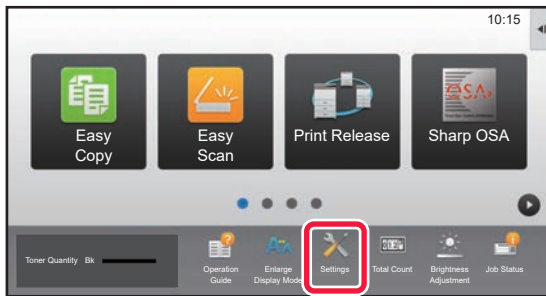 10:15
Easy
Copy
Easy
Scan
Print Release
OSA
Sharp OSA
Toner Quantity Bk
Operation
Guide
Enlarge
Display Mode
Settings
Total Count
Brightness
Adjustment
Job Status